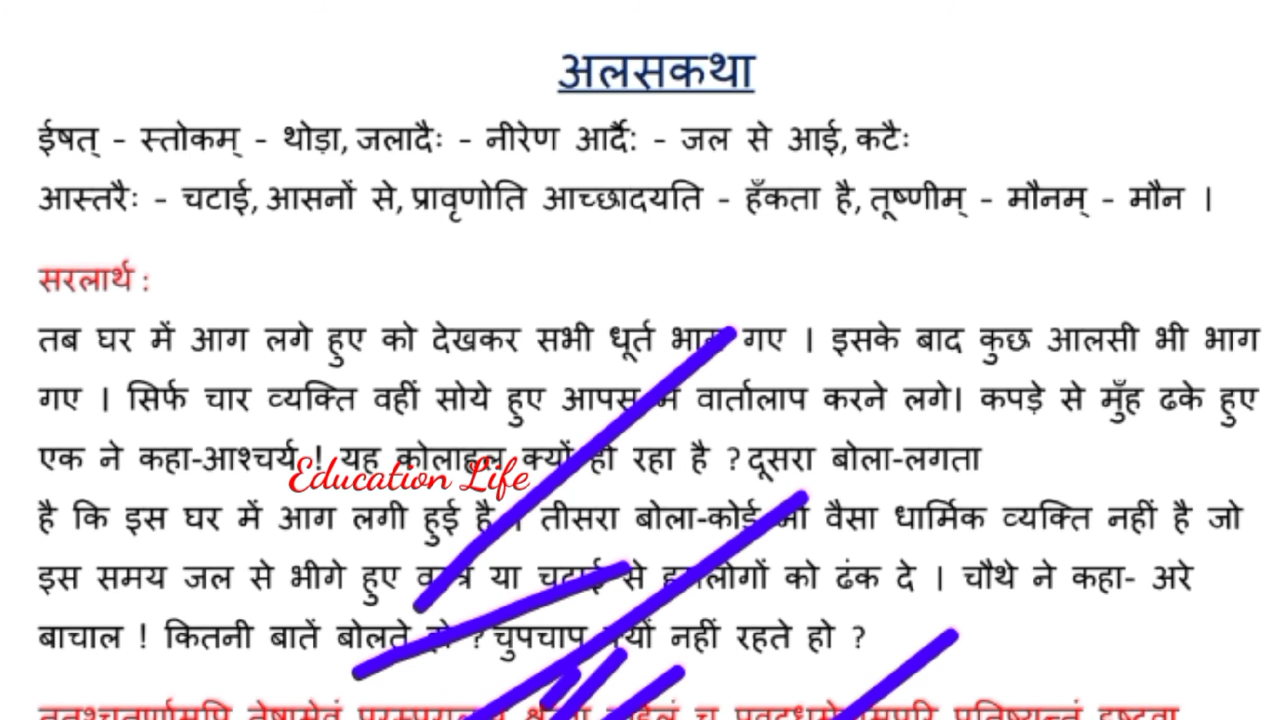 अलसकथा
ईषत् - स्तोकम् - थोड़ा, जलादैः - नीरेण आर्दै: - जल से आई, कटैः
आस्तरैः - चटाई, आसनों से, प्रावृणोति आच्छादयति - हँकता है, तूष्णीम् - मौनम् - मौन ।
सरलार्थ :
तब घर में आग लगे हुए को देखकर सभी धूर्त भाग गए । इसके बाद कुछ आलसी भी भाग
गए । सिर्फ चार व्यक्ति वहीं सोये हुए आपस में वार्तालाप करने लगे। कपड़े से मुँह ढके हुए
एक ने कहा-आश्चर्य ! यह कोलाहल क्यों हो रहा है ? दूसरा बोला-लगता
Education Life
है कि इस घर में आग लगी हुई है । तीसरा बोला-कोई भी वैसा धार्मिक व्यक्ति नहीं है जो
इस समय जल से भीगे हुए वस्त्र या चटाई से हमलोगों को ढंक दे । चौथे ने कहा- अरे
बाचाल ! कितनी बातें बोलते हो ? चुपचाप क्यों नहीं रहते हो ?